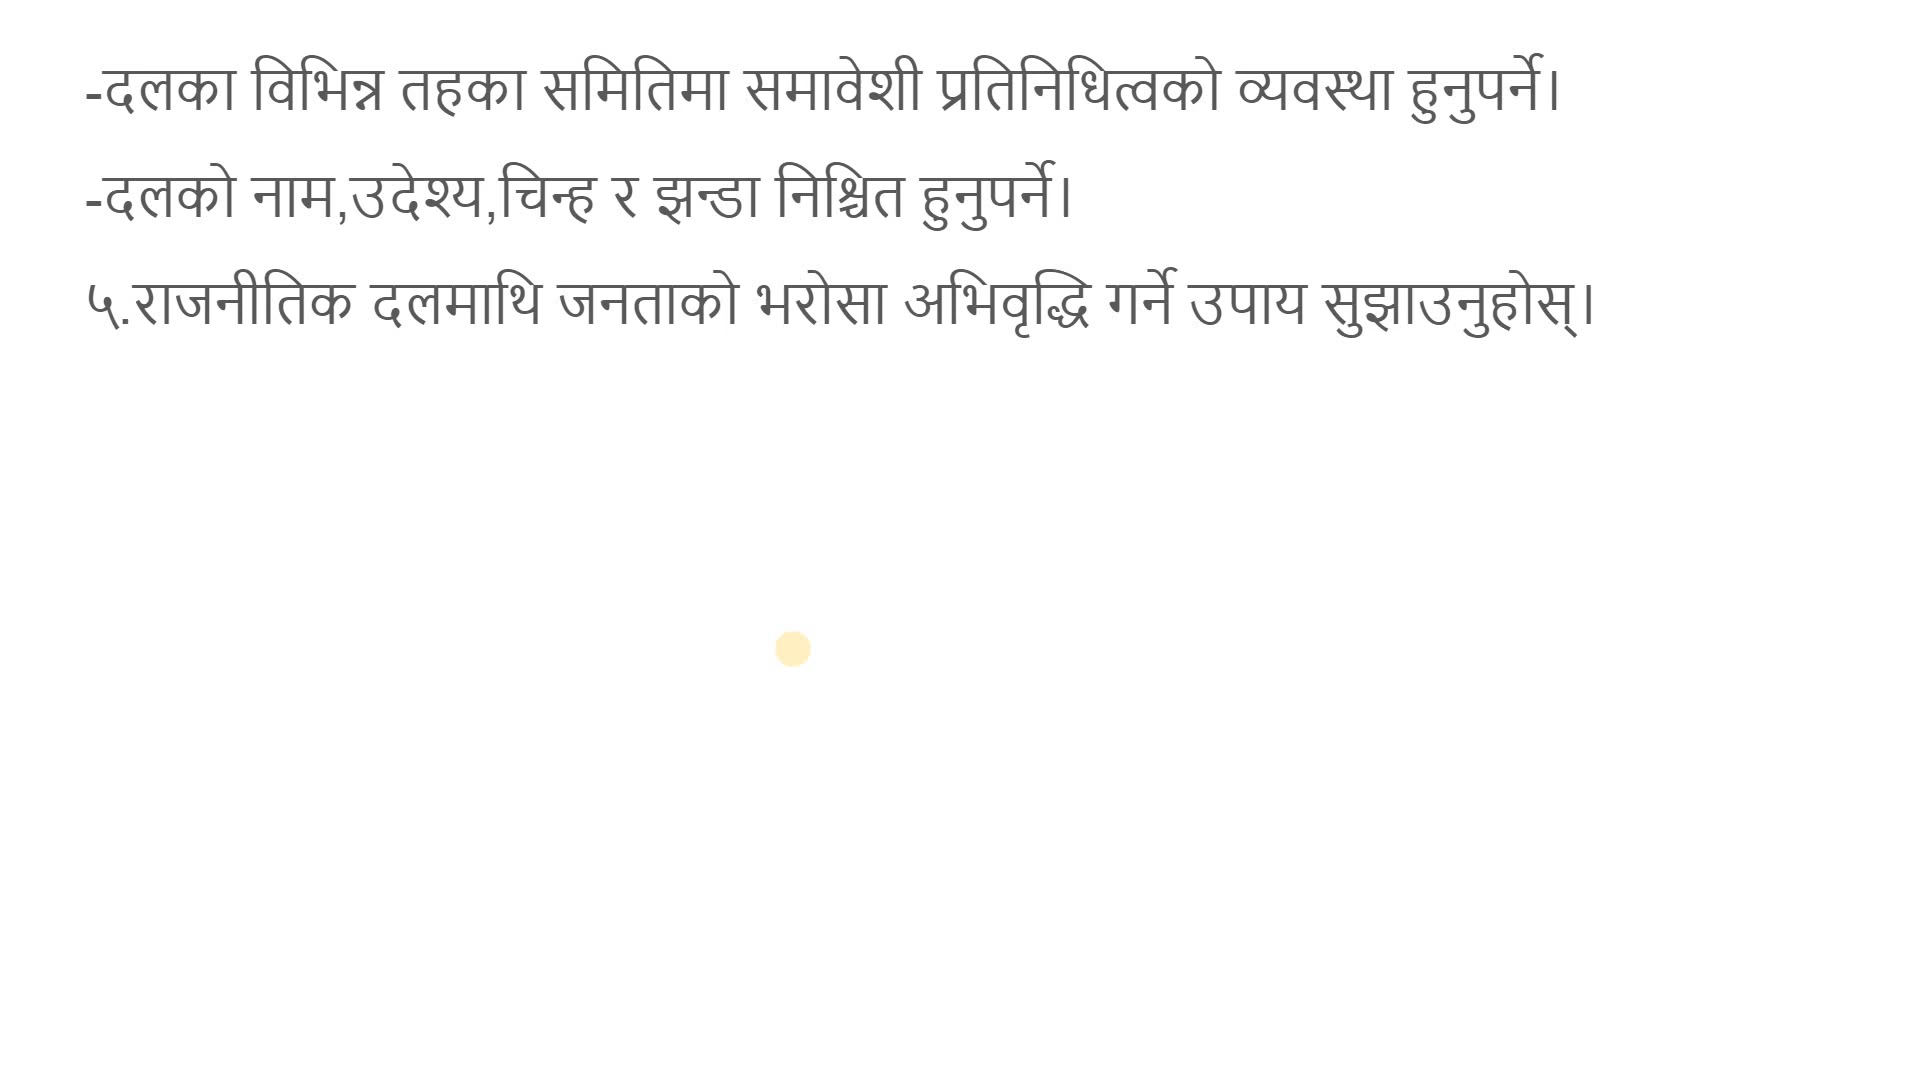 -दलका विभिन्न तहका समितिमा समावेशी प्रतिनिधित्वको व्यवस्था हुनुपर्ने।
-दलको नाम,उदेश्य,चिन्ह र झन्डा निश्चित हुनुपर्ने।
५.राजनीतिक दलमाथि जनताको भरोसा अभिवृद्धि गर्ने उपाय सुझाउनुहोस्।